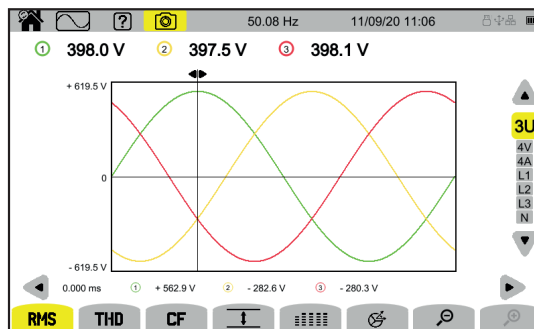 ? 50.08 Hz 11/09/20 11:06
1 398.0 V 2 397.5 V 3 398.1 V
+ 619.5 V
0
- 619.5 V
3U
4V
4A
L1
L2
L3
N
0.000 ms 1 + 562.9 V 2 - 282.6 V 3 - 280.3 V
RMS THD CF